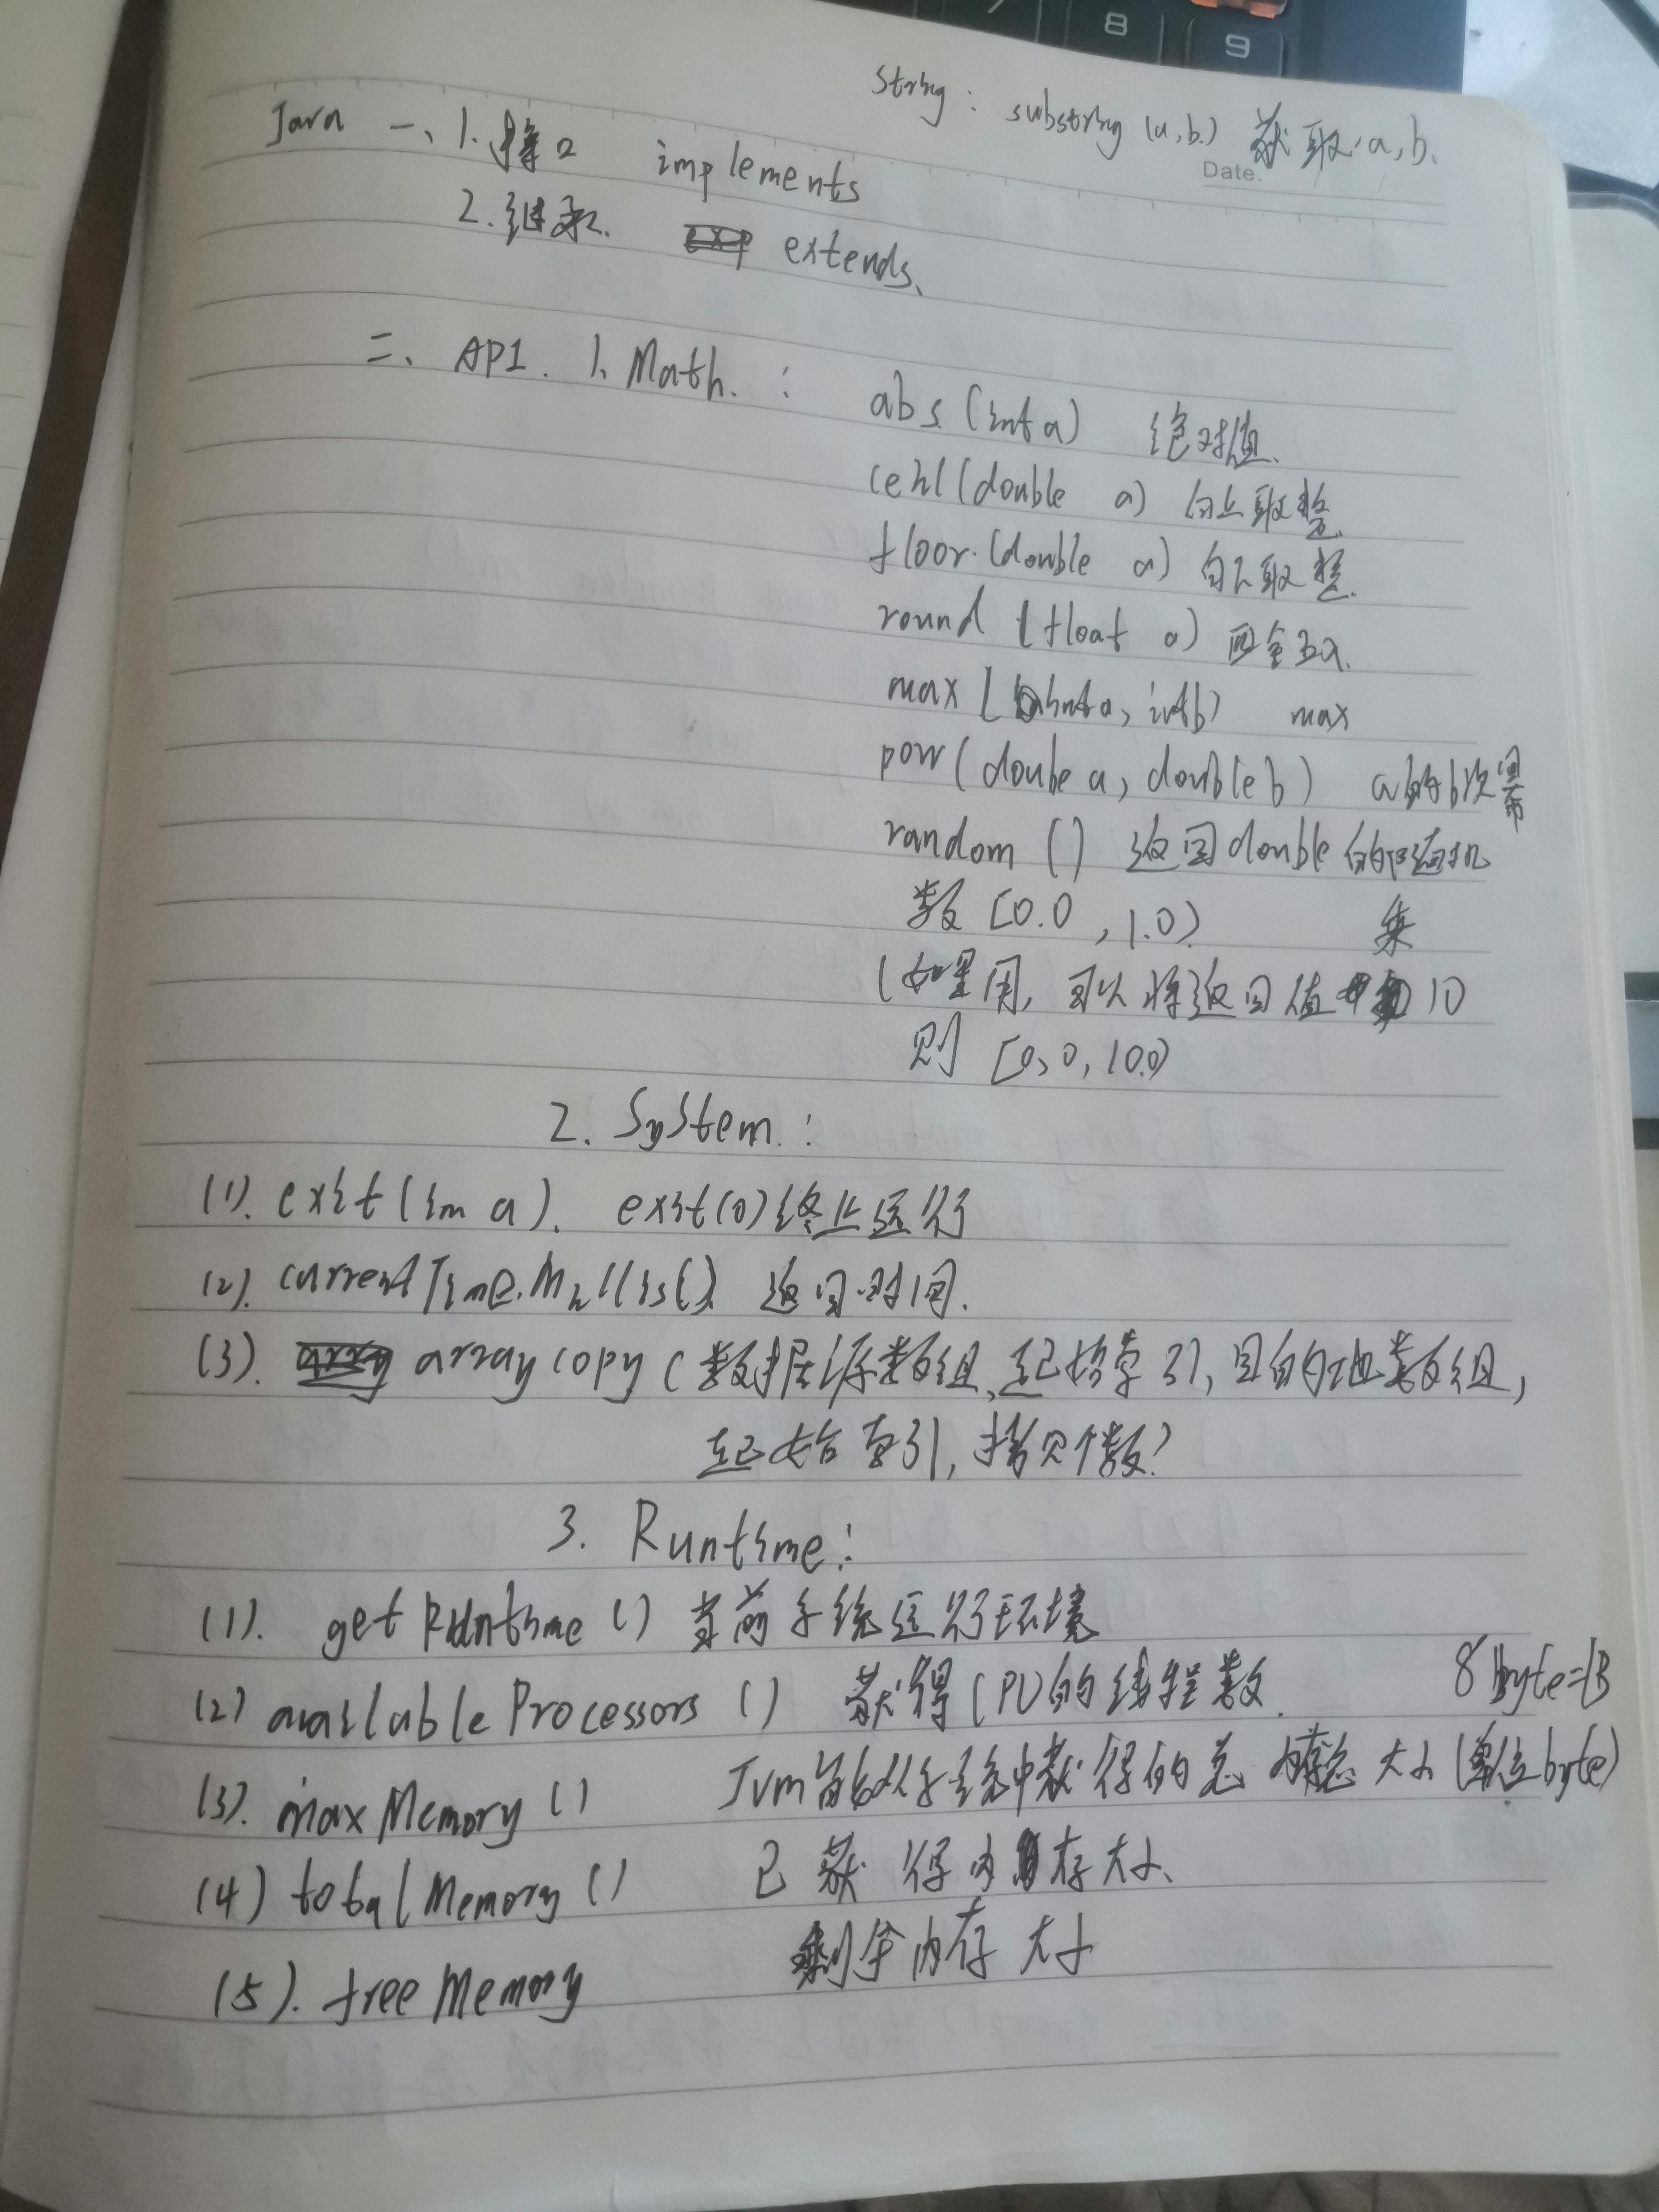 7 8 9
String: substring (a,b.) 获取a,b.
Date.
Java 一、1.接口 implements
2.继承. extends、
二、API. 1、Math.:
abs(int a) 绝对值、
ceil(double a) 向上取整
floor.(double a) 向下取整.
round (float a) 四舍五入.
max(int a, int b) max
pow(doube a, double b) a的b次幂
random () 返回double的随机
数[0.0 , 1.0) 乘
(如果用, 可以将返回值 10
则 [0,0,10.0)
2. System.:
(1). exit(in a). exit(0)终止运行
(2). currentTime.Millis(). 返回时间.
(3). arraycopy(数据源数组、起始索引, 目的地数组,
起始索引, 拷贝个数)
3. Runtime:
(1). getRuntime () 当前系统运行环境
(2) availableProcessors () 获得CPU的线程数. 8byte=1B
(3). maxMemory () Jvm能从系统中获得的总 大小(单位byte)
(4) totalMemory () 已获得内存大小、
(5). freeMemory 剩余内存大小